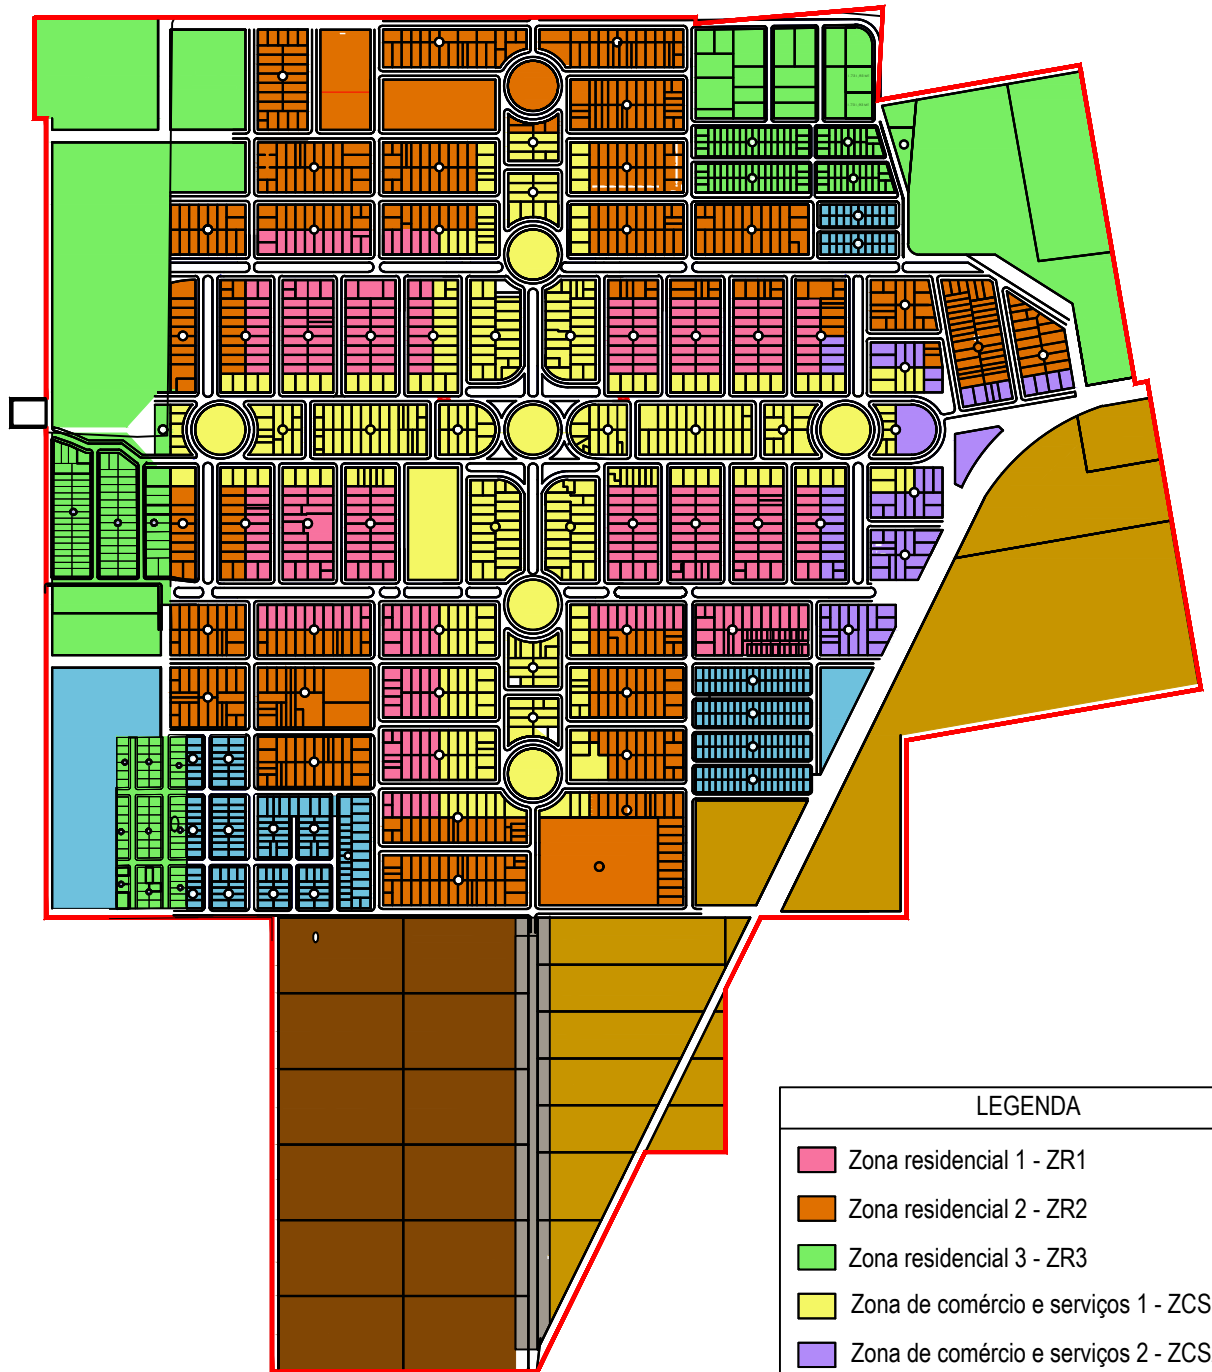 LEGENDA
Zona residencial 1 - ZR1
Zona residencial 2 - ZR2
Zona residencial 3 - ZR3
Zona de comércio e serviços 1 - ZCS
Zona de comércio e serviços 2 - ZCS